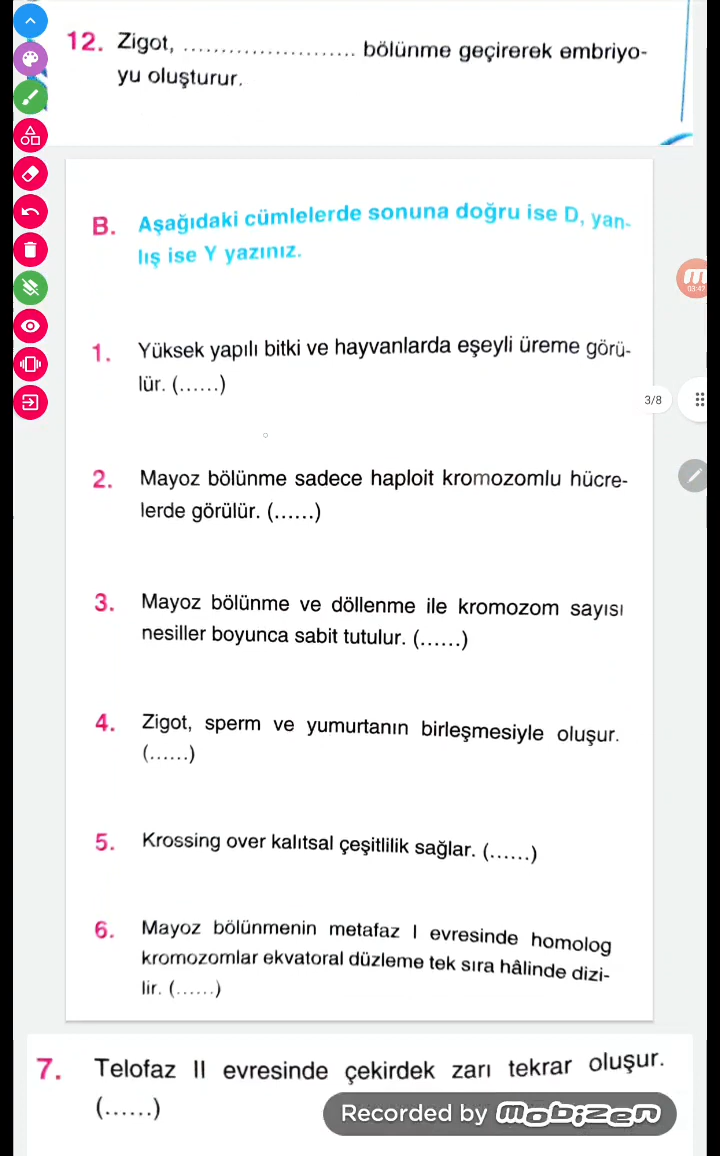 12. Zigot, ........................ bölünme geçirerek embriyo-
yu oluşturur.
B. Aşağıdaki cümlelerde sonuna doğru ise D, yan-
lış ise Y yazınız.
03:47
1. Yüksek yapılı bitki ve hayvanlarda eşeyli üreme görü-
lür. (......)
3/8
2. Mayoz bölünme sadece haploit kromozomlu hücre-
lerde görülür. (......)
3. Mayoz bölünme ve döllenme ile kromozom sayısı
nesiller boyunca sabit tutulur. (......)
4. Zigot, sperm ve yumurtanın birleşmesiyle oluşur.
(......)
5. Krossing over kalıtsal çeşitlilik sağlar. (......)
6. Mayoz bölünmenin metafaz I evresinde homolog
kromozomlar ekvatoral düzleme tek sıra hâlinde dizi-
lir. (......)
7. Telofaz II evresinde çekirdek zarı tekrar oluşur.
(......)
Recorded by mobizen